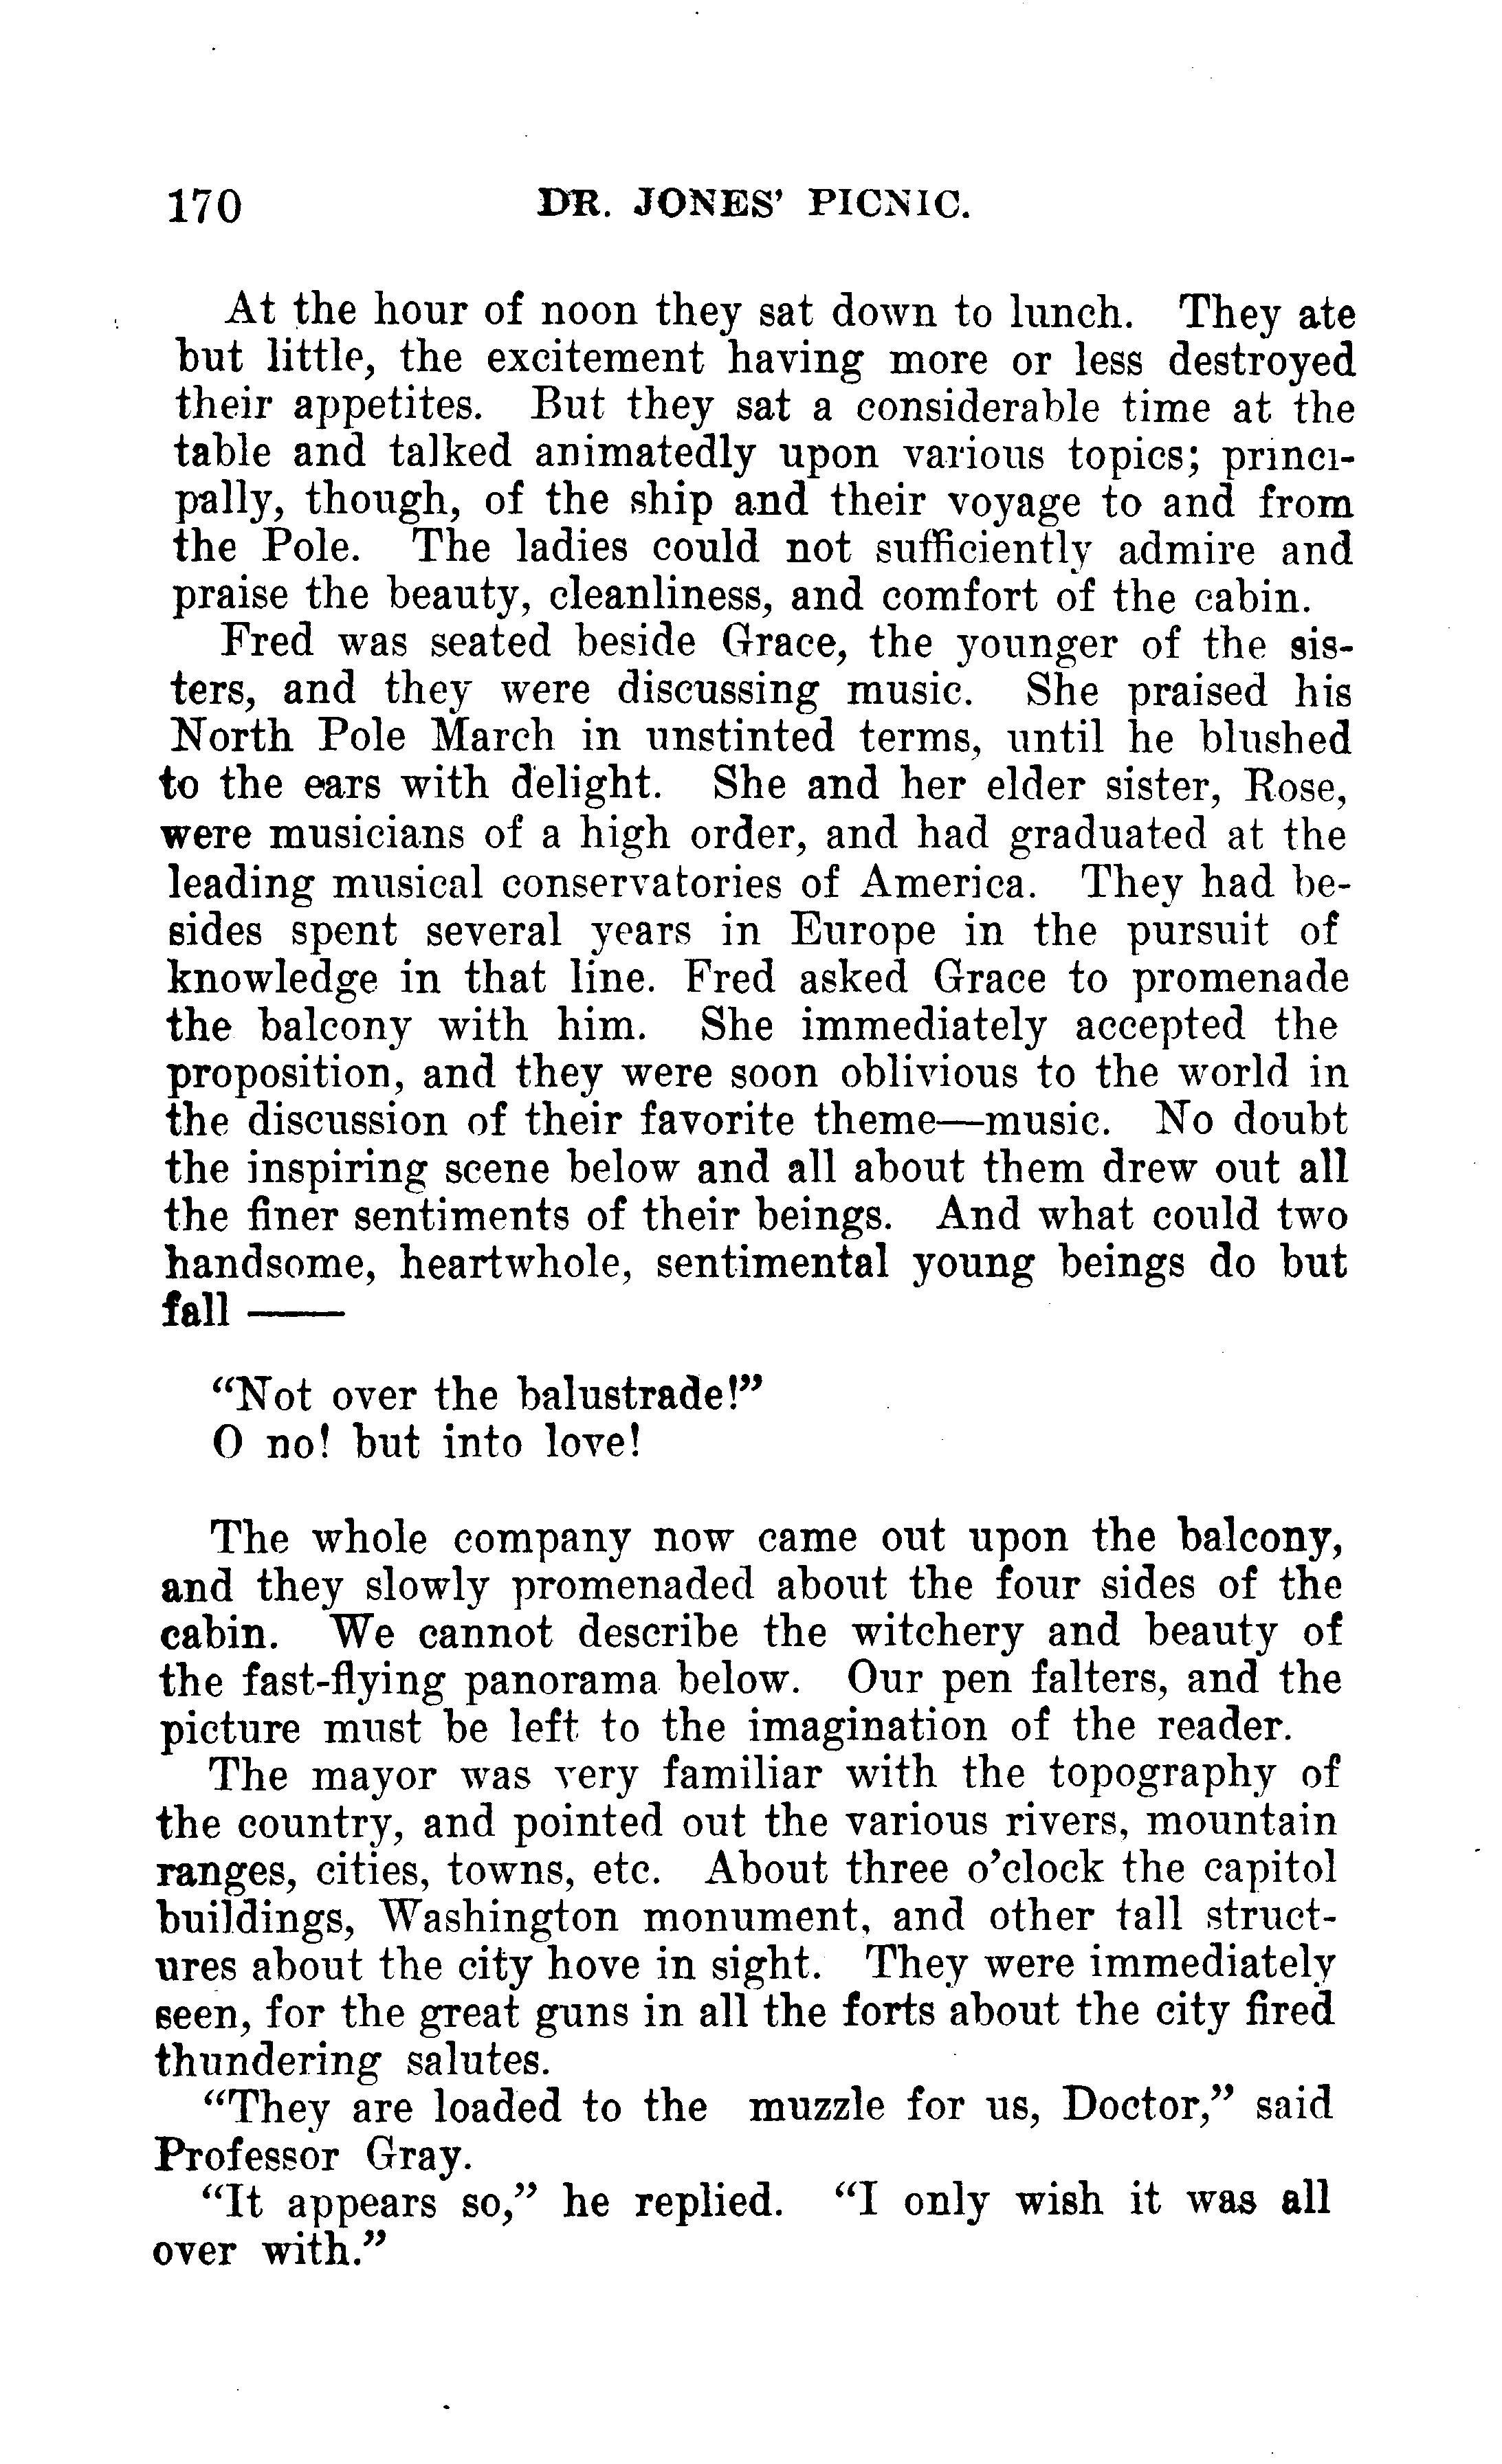 170 DR. JONES' PICNIC.
At the hour of noon they sat down to lunch. They ate
but little, the excitement having more or less destroyed
their appetites. But they sat a considerable time at the
table and talked animatedly upon various topics; princi-
pally, though, of the ship and their voyage to and from
the Pole. The ladies could not sufficiently admire and
praise the beauty, cleanliness, and comfort of the cabin.
Fred was seated beside Grace, the younger of the sis-
ters, and they were discussing music. She praised his
North Pole March in unstinted terms, until he blushed
to the ears with delight. She and her elder sister, Rose,
were musicians of a high order, and had graduated at the
leading musical conservatories of America. They had be-
sides spent several years in Europe in the pursuit of
knowledge in that line. Fred asked Grace to promenade
the balcony with him. She immediately accepted the
proposition, and they were soon oblivious to the world in
the discussion of their favorite theme—music. No doubt
the inspiring scene below and all about them drew out all
the finer sentiments of their beings. And what could two
handsome, heartwhole, sentimental young beings do but
fall ——
"Not over the balustrade!"
O no! but into love!
The whole company now came out upon the balcony,
and they slowly promenaded about the four sides of the
cabin. We cannot describe the witchery and beauty of
the fast-flying panorama below. Our pen falters, and the
picture must be left to the imagination of the reader.
The mayor was very familiar with the topography of
the country, and pointed out the various rivers, mountain
ranges, cities, towns, etc. About three o'clock the capitol
buildings, Washington monument, and other tall struct-
ures about the city hove in sight. They were immediately
seen, for the great guns in all the forts about the city fired
thundering salutes.
"They are loaded to the muzzle for us, Doctor," said
Professor Gray.
"It appears so," he replied. "I only wish it was all
over with."